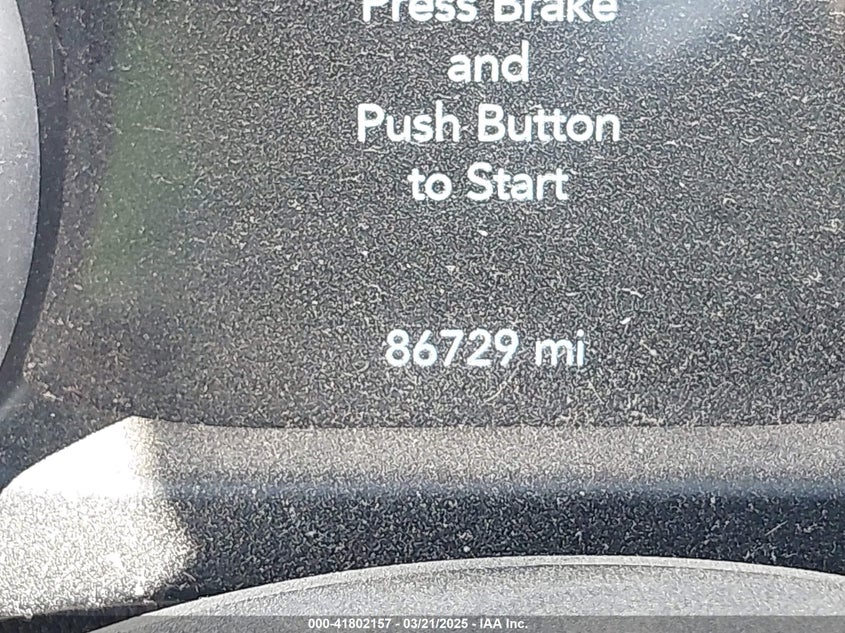 Press Brake
and
Push Button
to Start
86729 mi
000-41802157 - 03/21/2025 - IAA Inc.